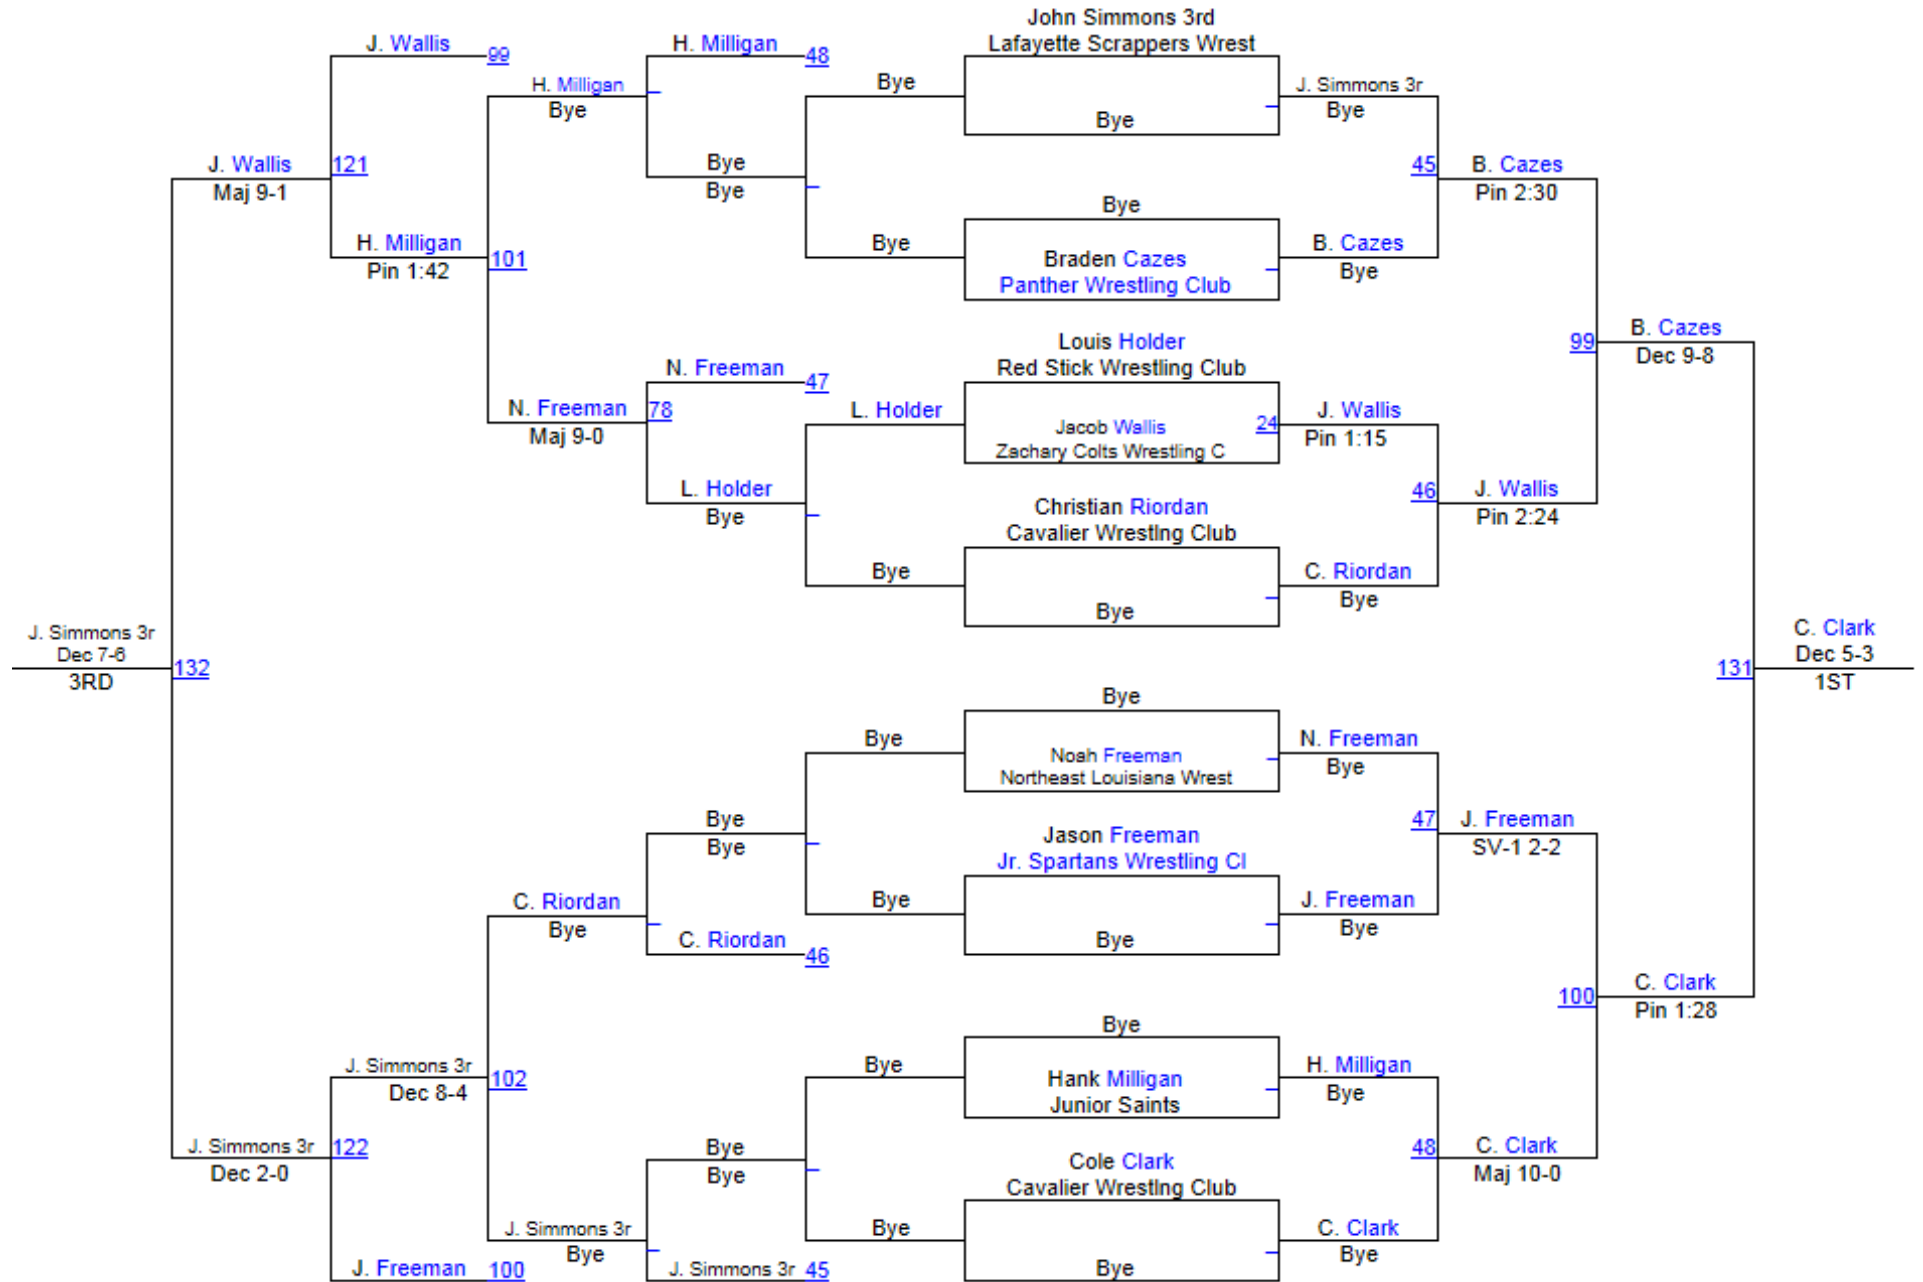 John Simmons 3rd
Lafayette Scrappers Wrest
J. Wallis 99
H. Milligan 48
H. Milligan
Bye
Bye
Bye
J. Simmons 3r
Bye
J. Wallis 121
Maj 9-1
Bye
Bye
45 B. Cazes
Pin 2:30
Bye
H. Milligan
Pin 1:42
101
Bye
Braden Cazes
Panther Wrestling Club
B. Cazes
Bye
Louis Holder
Red Stick Wrestling Club
99 B. Cazes
Dec 9-8
N. Freeman 47
N. Freeman 78
Maj 9-0
L. Holder
Jacob Wallis 24
Zachary Colts Wrestling C
J. Wallis
Pin 1:15
L. Holder
Bye
Christian Riordan
Cavalier Wrestlng Club
46 J. Wallis
Pin 2:24
Bye
Bye
C. Riordan
Bye
J. Simmons 3r
Dec 7-6
132
3RD
C. Clark
Dec 5-3
131
1ST
Bye
Bye
Noah Freeman
Northeast Louisiana Wrest
N. Freeman
Bye
Bye
Bye
Jason Freeman
Jr. Spartans Wrestling Cl
47 J. Freeman
SV-1 2-2
C. Riordan
Bye
Bye
Bye
J. Freeman
Bye
C. Riordan 46
100 C. Clark
Pin 1:28
Bye
J. Simmons 3r
Dec 8-4
102
Bye
Hank Milligan
Junior Saints
H. Milligan
Bye
J. Simmons 3r 122
Dec 2-0
Bye
Bye
Cole Clark
Cavalier Wrestlng Club
48 C. Clark
Maj 10-0
J. Simmons 3r
Bye
Bye
Bye
C. Clark
Bye
J. Freeman 100
J. Simmons 3r 45